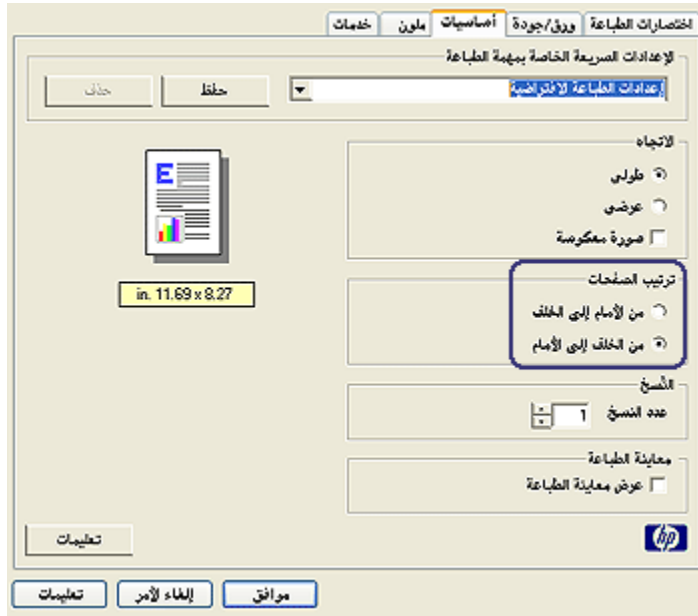 اختصارات الطباعة ورق/جودة أساسيات ملون خدمات
الإعدادات السريعة الخاصة بمهمة الطباعة
إعدادات الطباعة الافتراضية حفظ حذف
الاتجاه
طولي
عرضي
صورة معكوسة
E
in. 11.69 x 8.27
ترتيب الصفحات
من الأمام إلى الخلف
من الخلف إلى الأمام
النُسخ
عدد النسخ 1
معاينة الطباعة
عرض معاينة الطباعة
hp
تعليمات
موافق إلغاء الأمر تعليمات